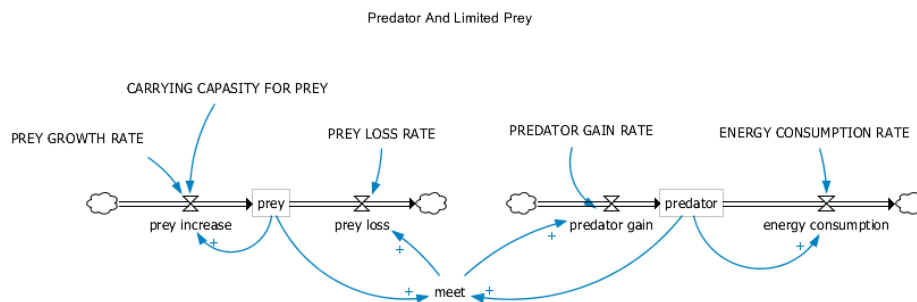 Predator And Limited Prey
CARRYING CAPASITY FOR PREY
PREY GROWTH RATE
PREY LOSS RATE
PREDATOR GAIN RATE
ENERGY CONSUMPTION RATE
prey
predator
prey increase
prey loss
predator gain
energy consumption
+
+
+
+
+
+
meet